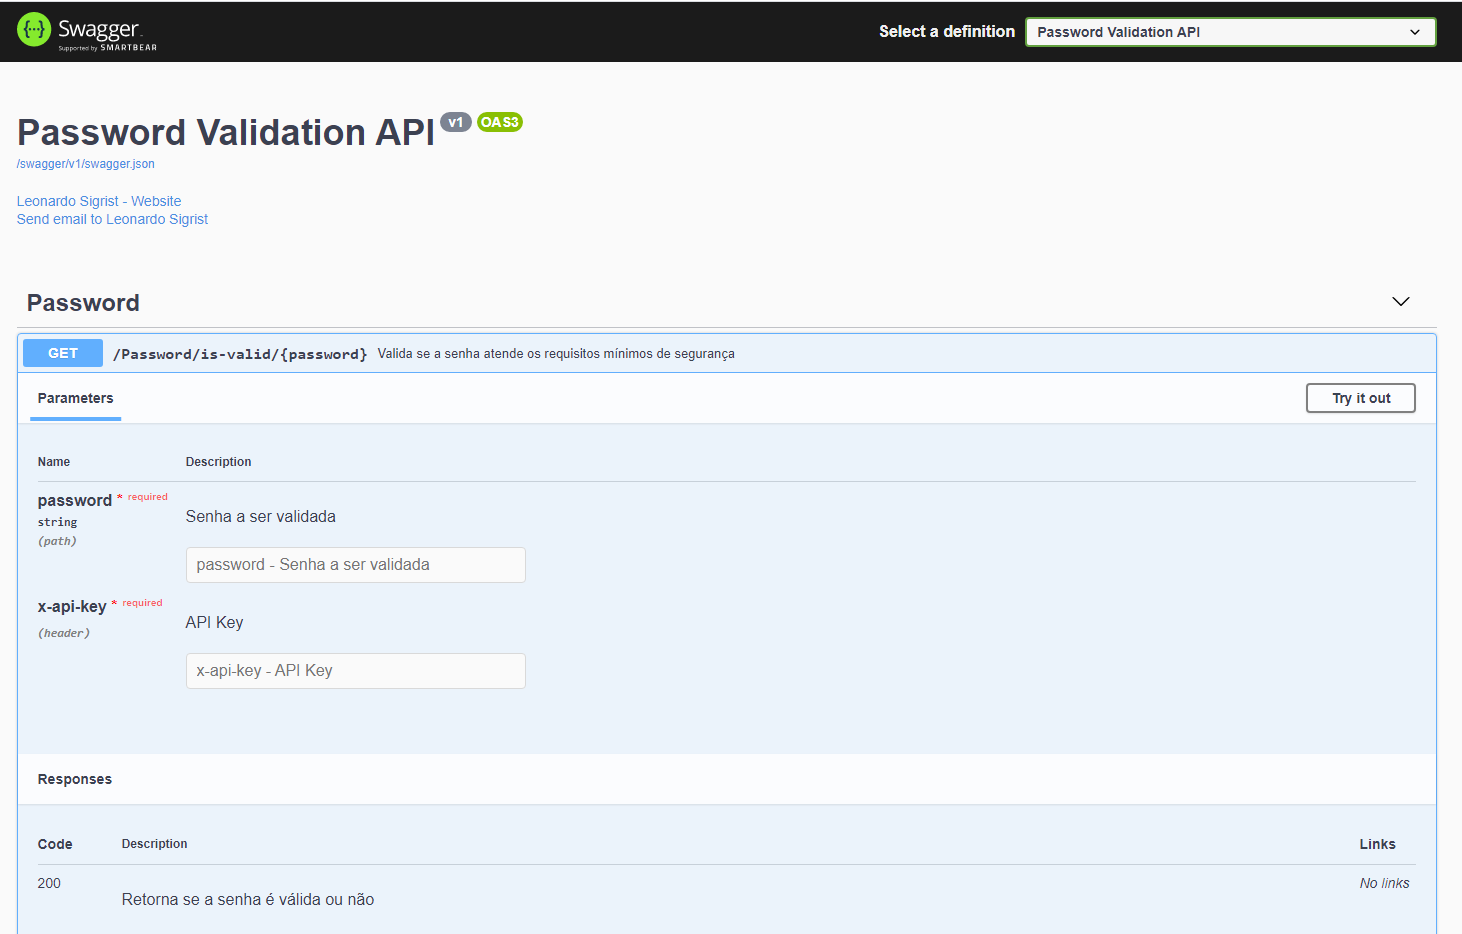 {···} Swagger
Supported by SMARTBEAR
Select a definition
Password Validation API
Password Validation API v1 OAS3
/swagger/v1/swagger.json
Leonardo Sigrist - Website
Send email to Leonardo Sigrist
Password
GET /Password/is-valid/{password} Valida se a senha atende os requisitos mínimos de segurança
Parameters
Try it out
Name Description
password * required
string
(path)
Senha a ser validada
password - Senha a ser validada
x-api-key * required
(header)
API Key
x-api-key - API Key
Responses
Code Description Links
200
Retorna se a senha é válida ou não
No links